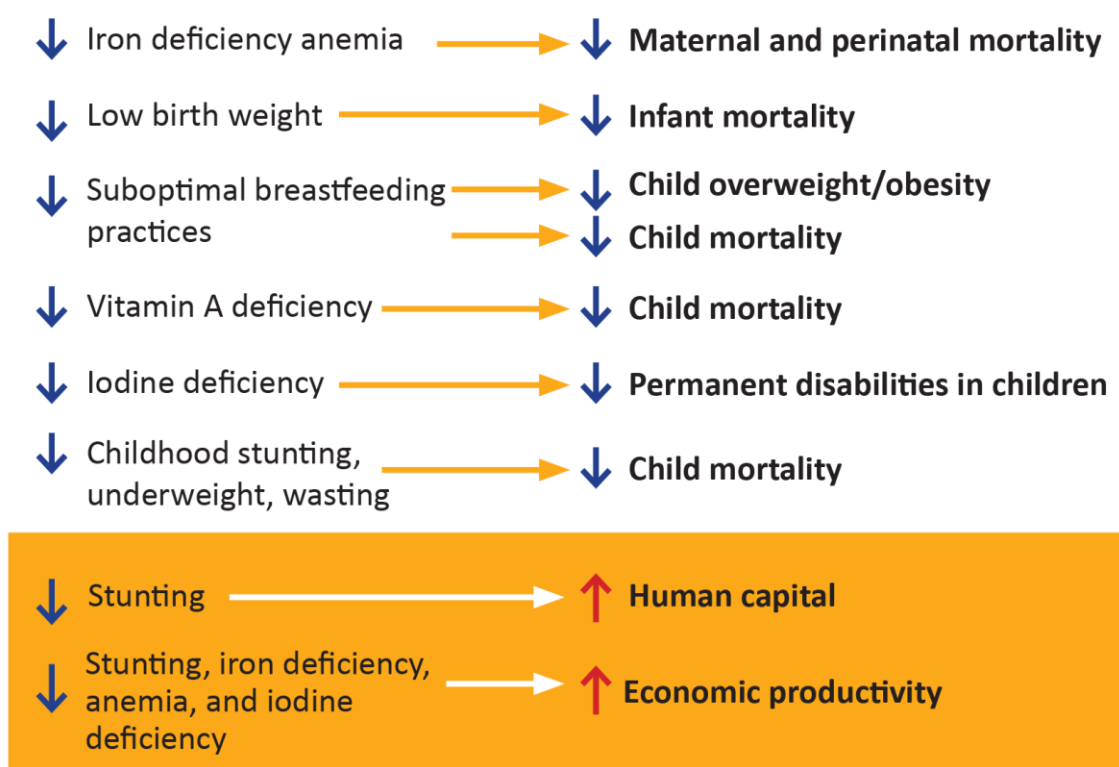 Iron deficiency anemia
Maternal and perinatal mortality
Low birth weight
Infant mortality
Suboptimal breastfeeding
practices
Child overweight/obesity
Child mortality
Vitamin A deficiency
Child mortality
Iodine deficiency
Permanent disabilities in children
Childhood stunting,
underweight, wasting
Child mortality
Stunting
Human capital
Stunting, iron deficiency,
anemia, and iodine
deficiency
Economic productivity